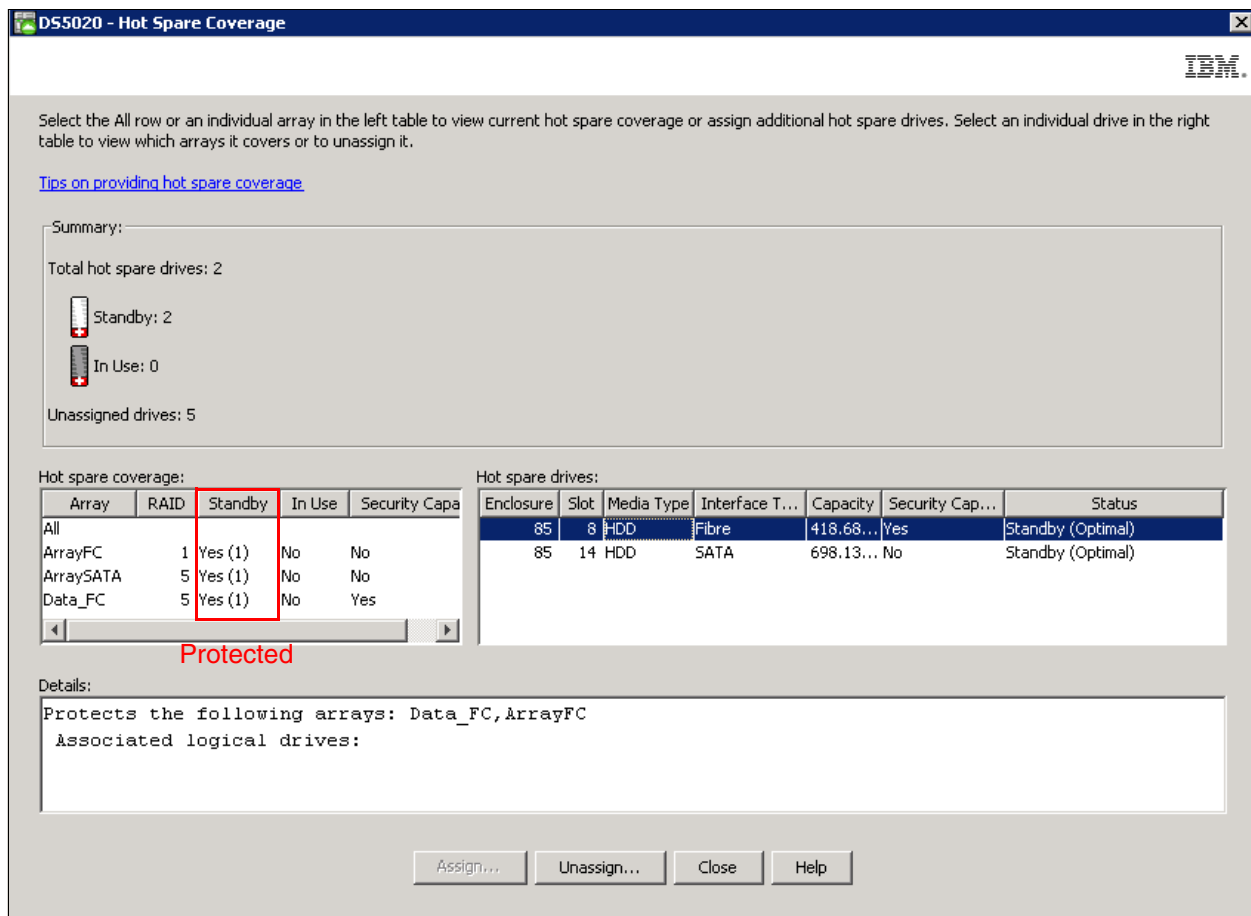 DS5020 - Hot Spare Coverage
IBM.
Select the All row or an individual array in the left table to view current hot spare coverage or assign additional hot spare drives. Select an individual drive in the right
table to view which arrays it covers or to unassign it.
Tips on providing hot spare coverage
Summary:
Total hot spare drives: 2
Standby: 2
In Use: 0
Unassigned drives: 5
Hot spare coverage:
Array RAID Standby In Use Security Capa
All
ArrayFC 1 Yes (1) No No
ArraySATA 5 Yes (1) No No
Data_FC 5 Yes (1) No Yes
Protected
Hot spare drives:
Enclosure Slot Media Type Interface T... Capacity Security Cap... Status
85 8 HDD Fibre 418.68... Yes Standby (Optimal)
85 14 HDD SATA 698.13... No Standby (Optimal)
Details:
Protects the following arrays: Data_FC,ArrayFC
Associated logical drives:
Assign... Unassign... Close Help